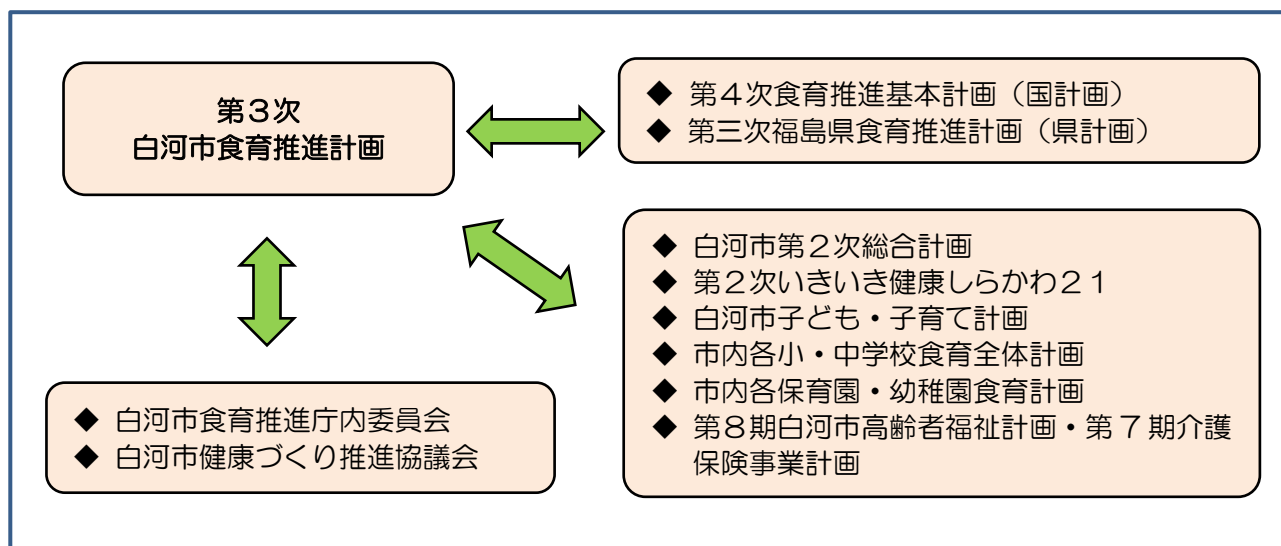 第３次
白河市食育推進計画
◆ 第４次食育推進基本計画（国計画）
◆ 第三次福島県食育推進計画（県計画）
◆ 白河市第２次総合計画
◆ 第２次いきいき健康しらかわ２１
◆ 白河市子ども・子育て計画
◆ 市内各小・中学校食育全体計画
◆ 市内各保育園・幼稚園食育計画
◆ 第８期白河市高齢者福祉計画・第７期介護
保険事業計画
◆ 白河市食育推進庁内委員会
◆ 白河市健康づくり推進協議会